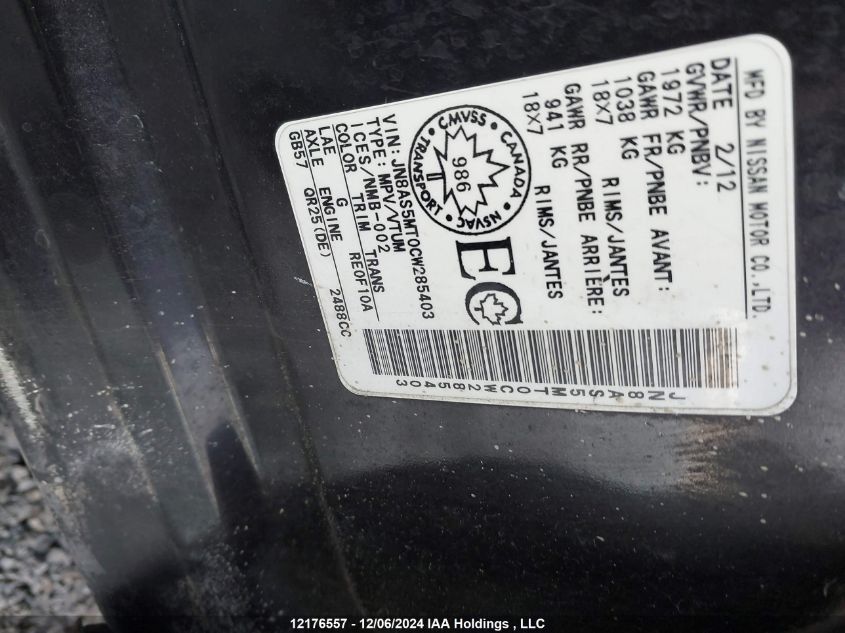 MFD BY NISSAN MOTOR CO.,LTD.
DATE 2/12
GVWR/PNBV:
1972 KG
GAWR FR/PNBE AVANT:
1038 KG RIMS/JANTES
18X7
GAWR RR/PNBE ARRIÈRE:
941 KG RIMS/JANTES
18X7
EC
CMVSS CANADA
986
TRANSPORT NSVAC
VIN: JN8AS5MT0CW285403
TYPE: MPV/VTUM
ICES/NMB-002
COLOR TRIM TRANS
LAE G RE0F10A
AXLE ENGINE
GB57 QR25(DE) 2488CC
JN8AS5MT0CW285403
12176557 - 12/06/2024 IAA Holdings , LLC